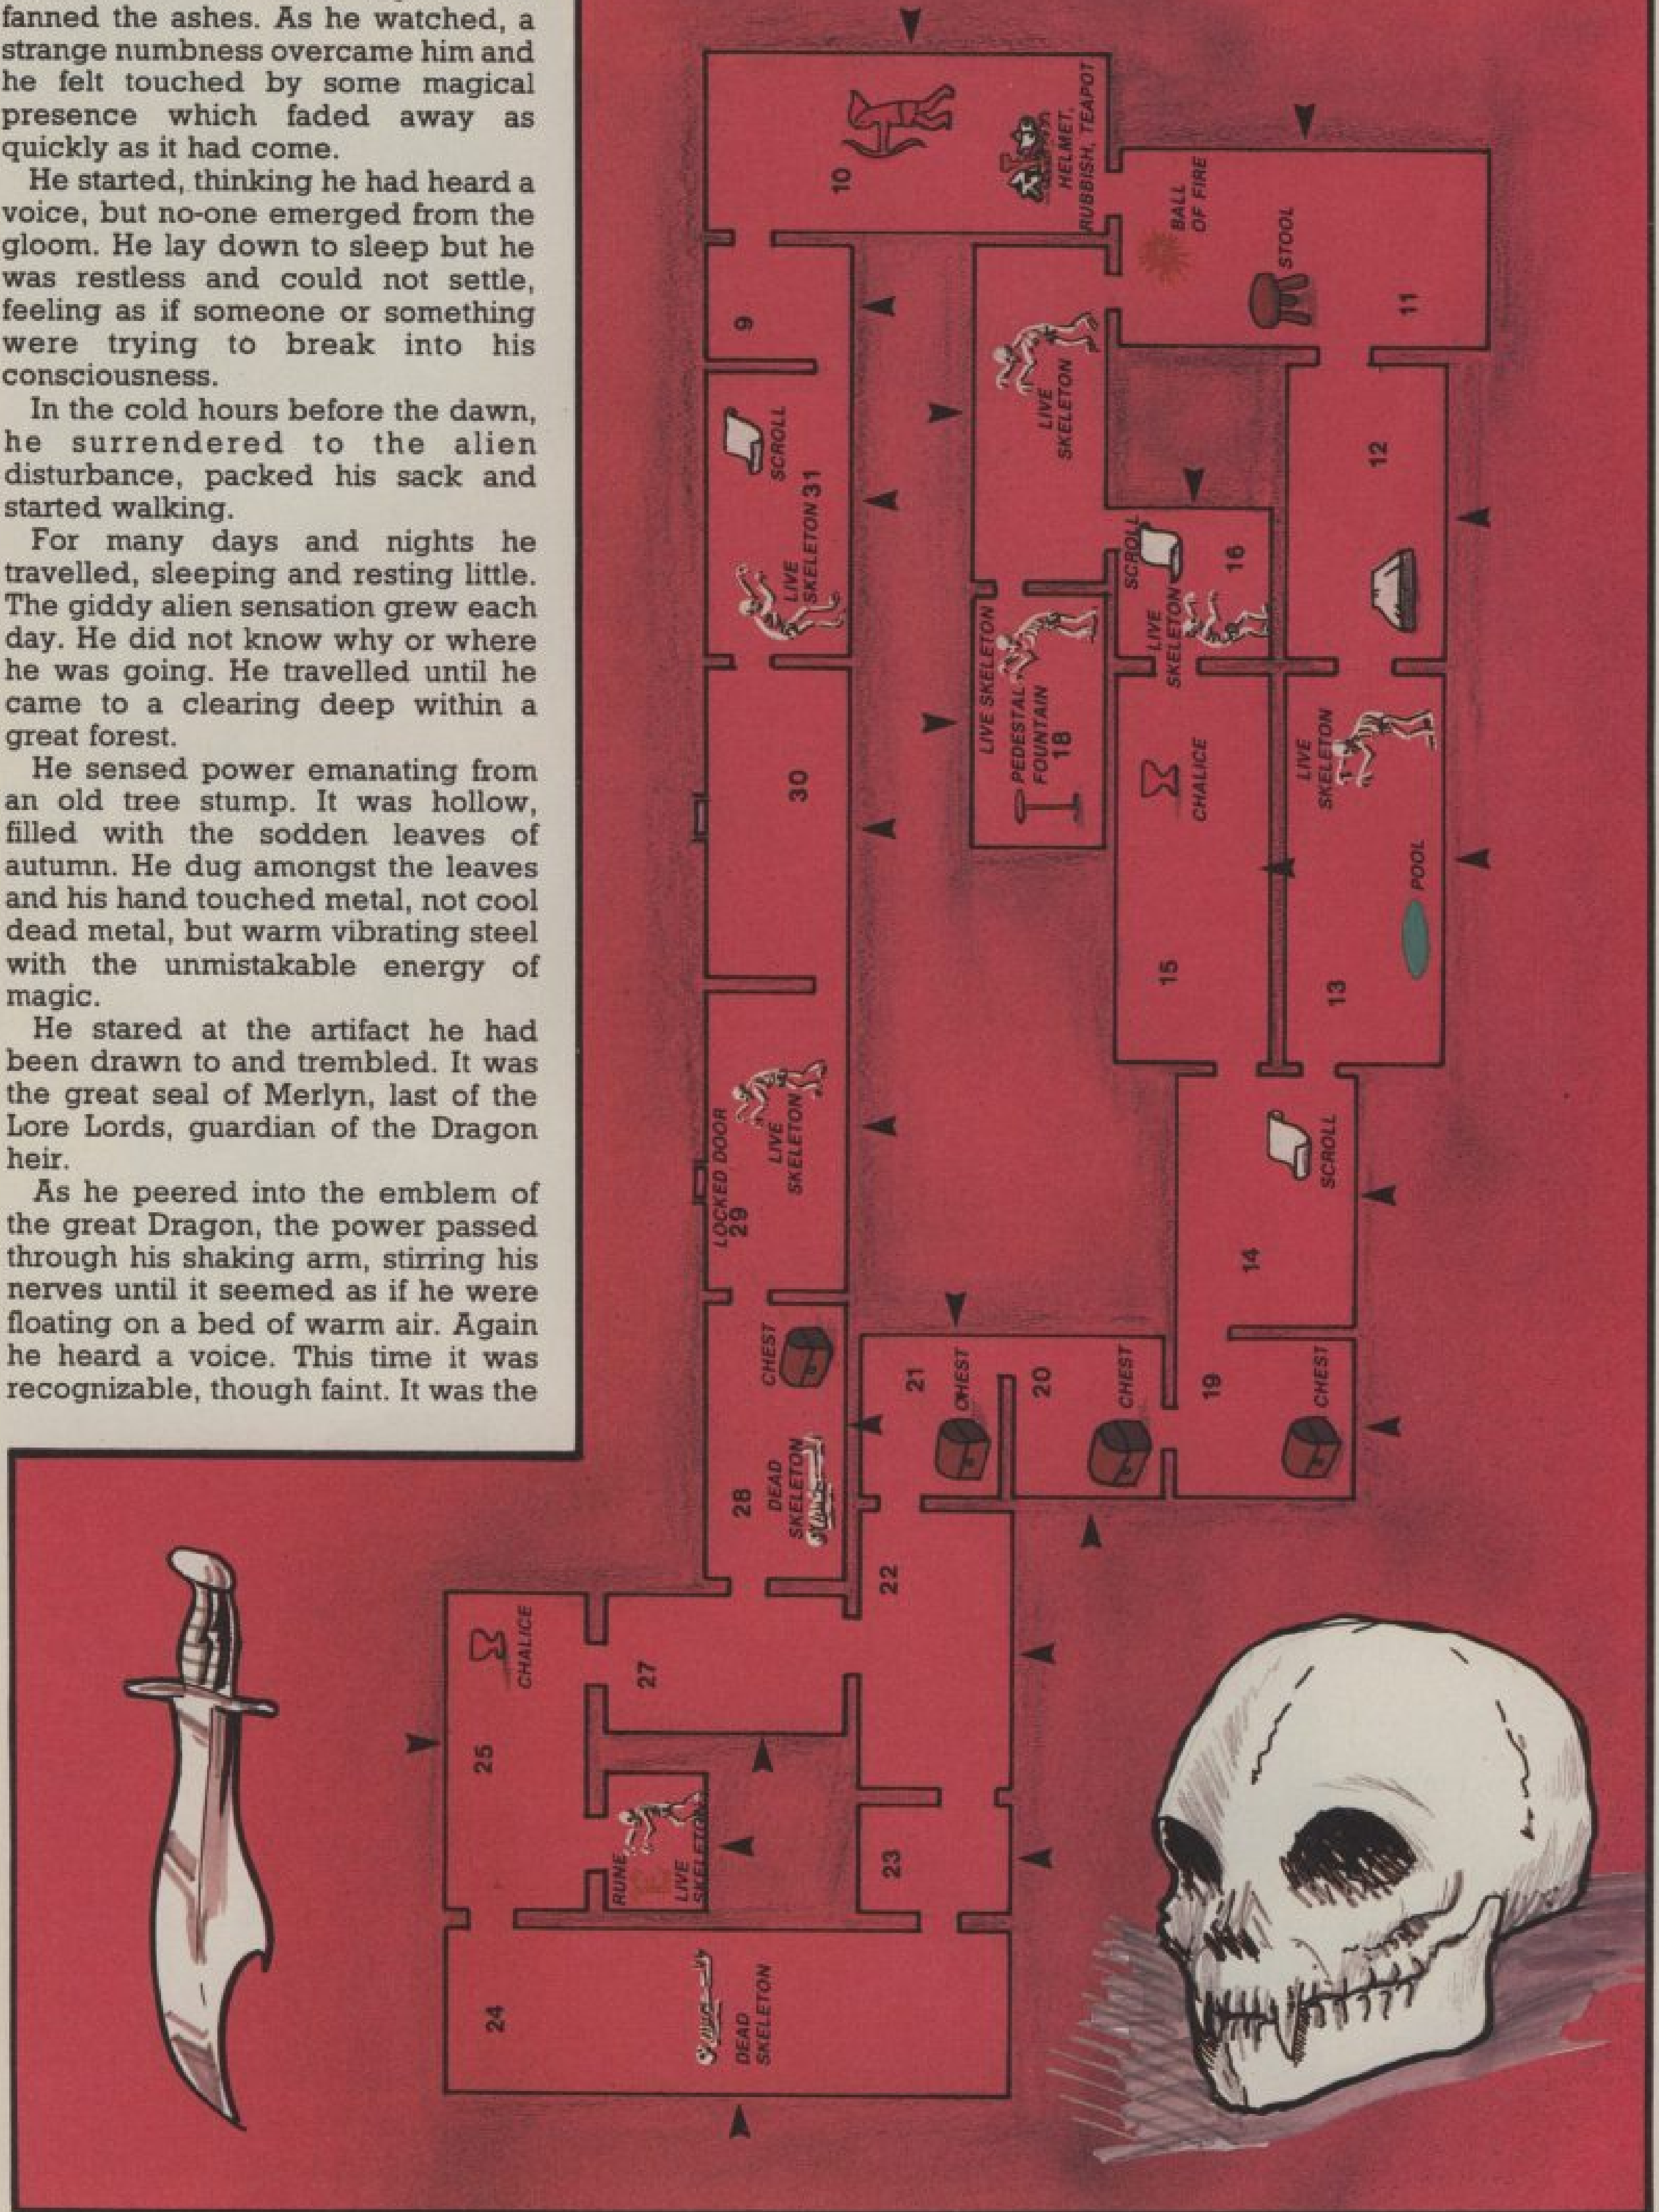 fanned the ashes. As he watched, a
strange numbness overcame him and
he felt touched by some magical
presence which faded away as
quickly as it had come.
He started, thinking he had heard a
voice, but no-one emerged from the
gloom. He lay down to sleep but he
was restless and could not settle,
feeling as if someone or something
were trying to break into his
consciousness.
In the cold hours before the dawn,
he surrendered to the alien
disturbance, packed his sack and
started walking.
For many days and nights he
travelled, sleeping and resting little.
The giddy alien sensation grew each
day. He did not know why or where
he was going. He travelled until he
came to a clearing deep within a
great forest.
He sensed power emanating from
an old tree stump. It was hollow,
filled with the sodden leaves of
autumn. He dug amongst the leaves
and his hand touched metal, not cool
dead metal, but warm vibrating steel
with the unmistakable energy of
magic.
He stared at the artifact he had
been drawn to and trembled. It was
the great seal of Merlyn, last of the
Lore Lords, guardian of the Dragon
heir.
As he peered into the emblem of
the great Dragon, the power passed
through his shaking arm, stirring his
nerves until it seemed as if he were
floating on a bed of warm air. Again
he heard a voice. This time it was
recognizable, though faint. It was the
10
HELMET,
RUBBISH, TEAPOT
9
SCROLL
LIVE
SKELETON 31
30
LOCKED DOOR
29
LIVE
SKELETON
28
CHEST
DEAD
SKELETON
BALL
OF FIRE
STOOL
11
LIVE
SKELETON
12
SCROLL
16
LIVE
SKELETON
LIVE SKELETON
PEDESTAL
FOUNTAIN
18
CHALICE
15
LIVE
SKELETON
POOL
13
SCROLL
14
21
CHEST
20
CHEST
19
CHEST
22
CHALICE
25
27
RUNE
E
LIVE
SKELETON
23
24
DEAD
SKELETON